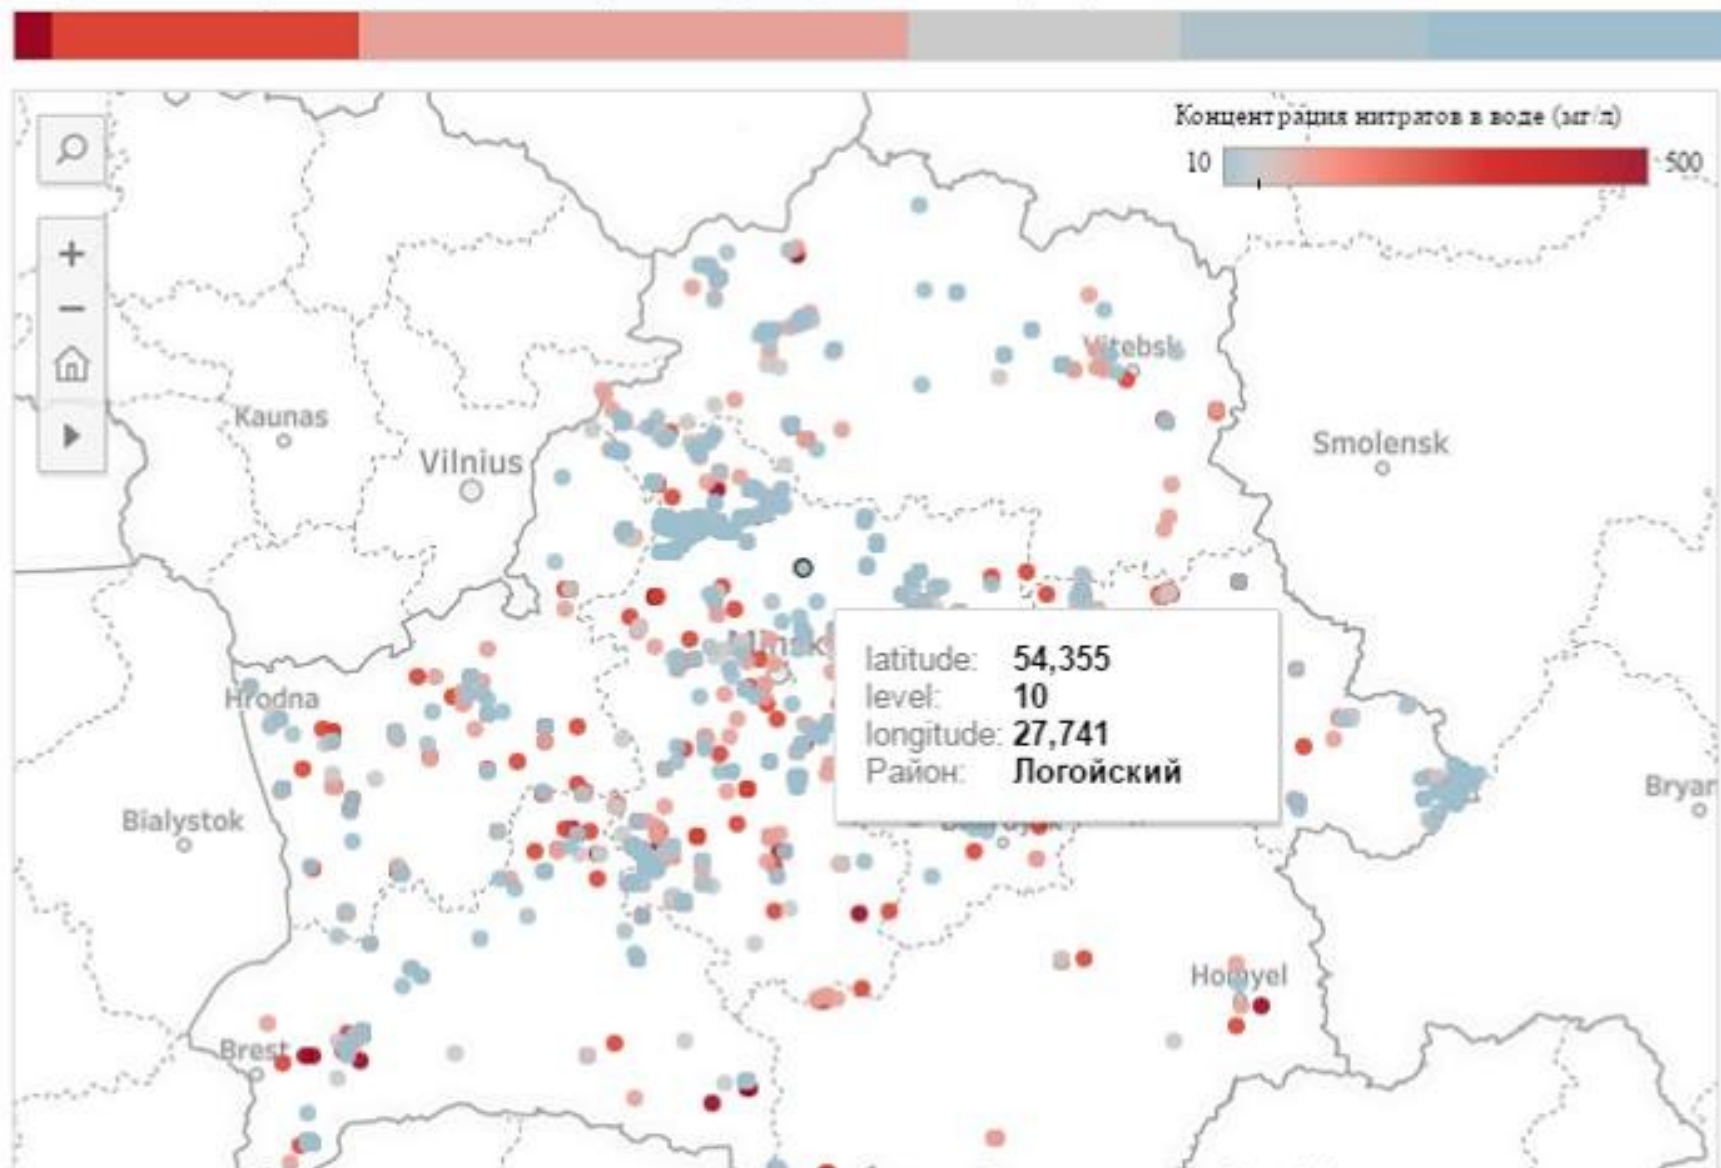 Концентрация нитратов в воде (мг/л)
10
500
Vitebsk
Kaunas
Vilnius
Smolensk
Minsk
latitude: 54,355
level: 10
longitude: 27,741
Район: Логойский
Hrodna
Bialystok
Bryan
Homyel
Brest